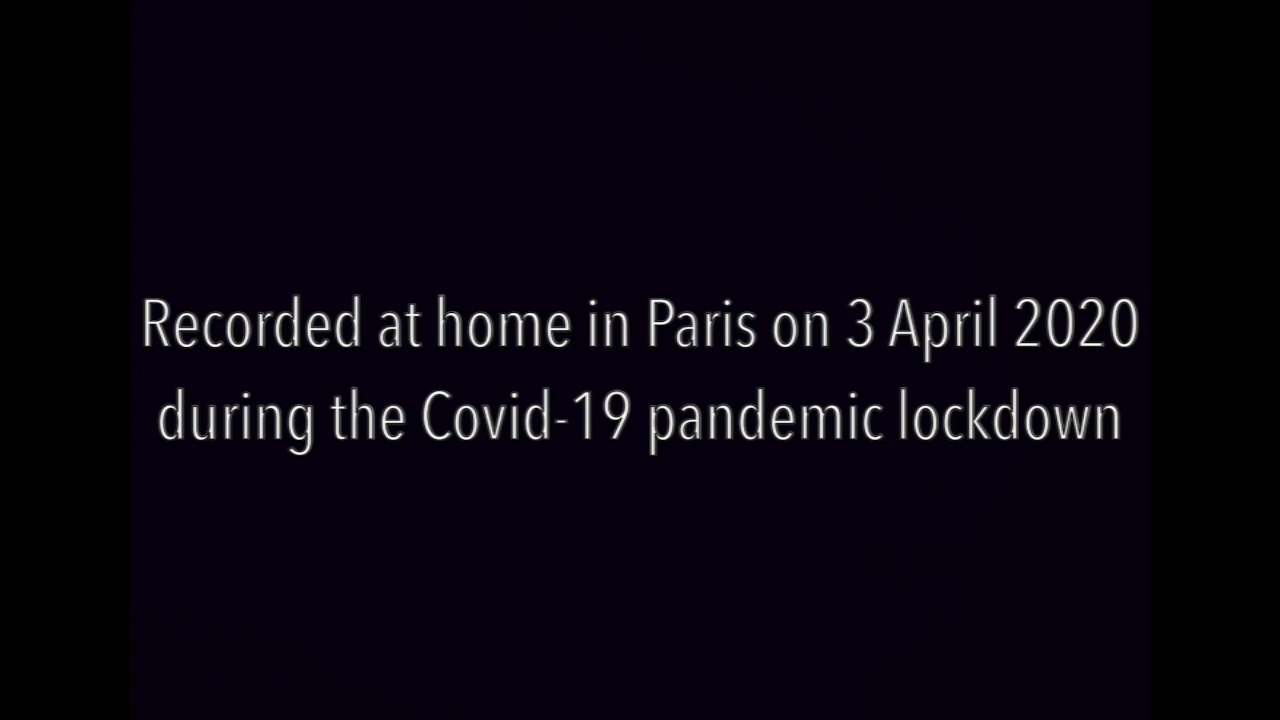 Recorded at home in Paris on 3 April 2020
during the Covid-19 pandemic lockdown